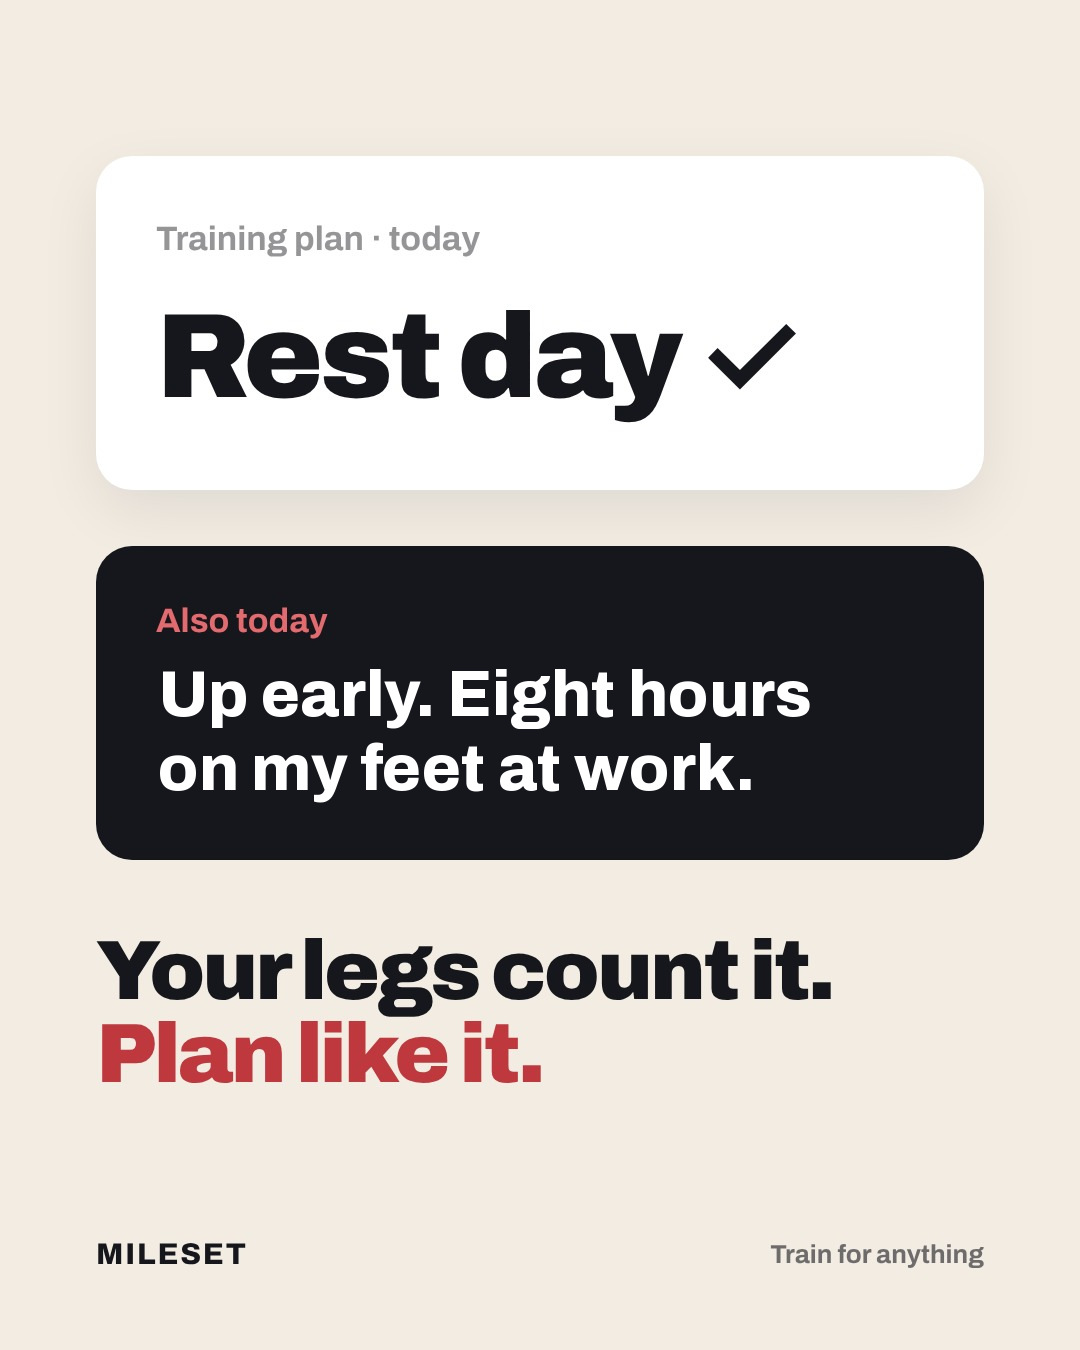 Training plan · today
Rest day ✓
Also today
Up early. Eight hours
on my feet at work.
Your legs count it.
Plan like it.
MILESET
Train for anything